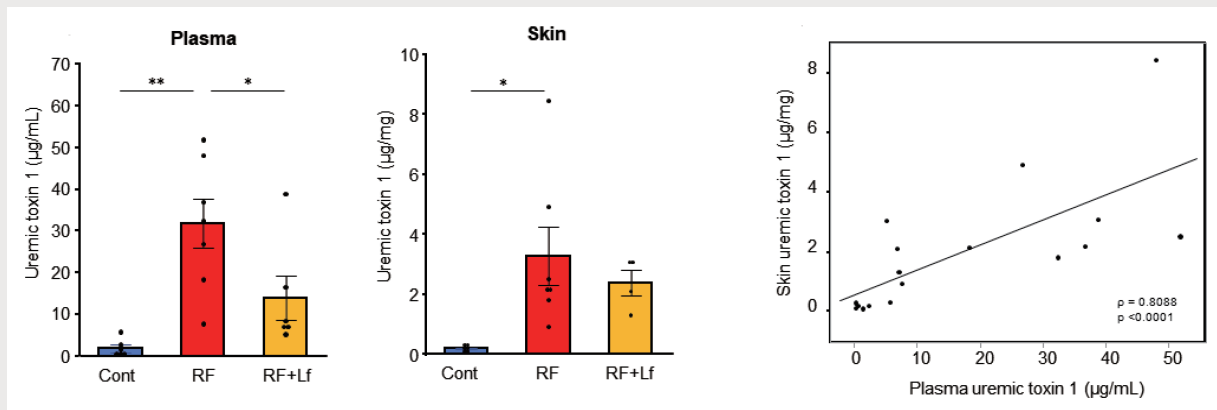 Plasma
Uremic toxin 1 (µg/mL)
70
60
50
40
30
20
10
0
**
*
Cont
RF
RF+Lf
Skin
Uremic toxin 1 (µg/mg)
10
8
6
4
2
0
*
Cont
RF
RF+Lf
Skin uremic toxin 1 (µg/mg)
8
6
4
2
0
ρ = 0.8088
p <0.0001
0
10
20
30
40
50
Plasma uremic toxin 1 (µg/mL)